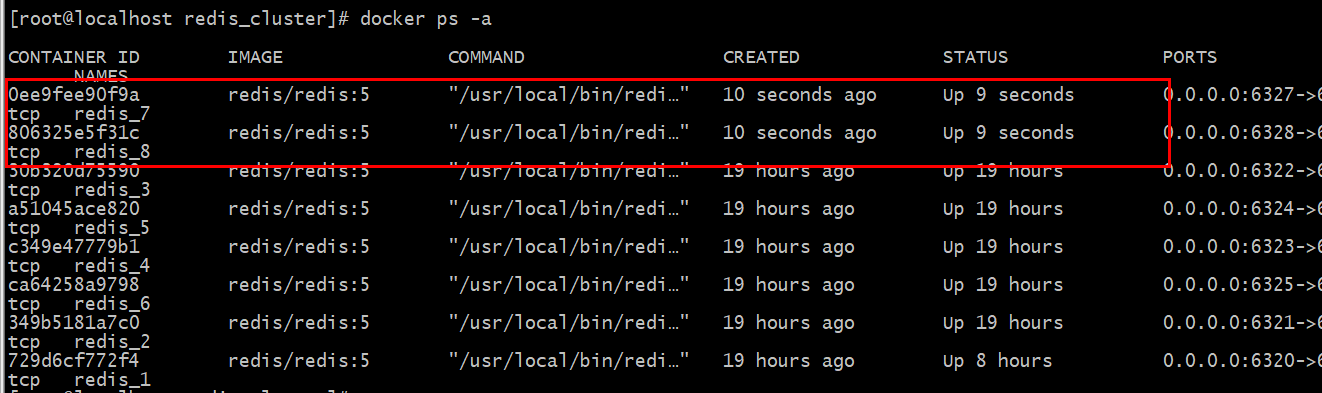 [root@localhost redis_cluster]# docker ps -a
CONTAINER ID IMAGE COMMAND CREATED STATUS PORTS
NAMES
0ee9fee90f9a redis/redis:5 "/usr/local/bin/redi…" 10 seconds ago Up 9 seconds 0.0.0.0:6327->6
tcp redis_7
806325e5f31c redis/redis:5 "/usr/local/bin/redi…" 10 seconds ago Up 9 seconds 0.0.0.0:6328->6
tcp redis_8
30b320d75590 redis/redis:5 "/usr/local/bin/redi…" 19 hours ago Up 19 hours 0.0.0.0:6322->6
tcp redis_3
a51045ace820 redis/redis:5 "/usr/local/bin/redi…" 19 hours ago Up 19 hours 0.0.0.0:6324->6
tcp redis_5
c349e47779b1 redis/redis:5 "/usr/local/bin/redi…" 19 hours ago Up 19 hours 0.0.0.0:6323->6
tcp redis_4
ca64258a9798 redis/redis:5 "/usr/local/bin/redi…" 19 hours ago Up 19 hours 0.0.0.0:6325->6
tcp redis_6
349b5181a7c0 redis/redis:5 "/usr/local/bin/redi…" 19 hours ago Up 19 hours 0.0.0.0:6321->6
tcp redis_2
729d6cf772f4 redis/redis:5 "/usr/local/bin/redi…" 19 hours ago Up 8 hours 0.0.0.0:6320->6
tcp redis_1